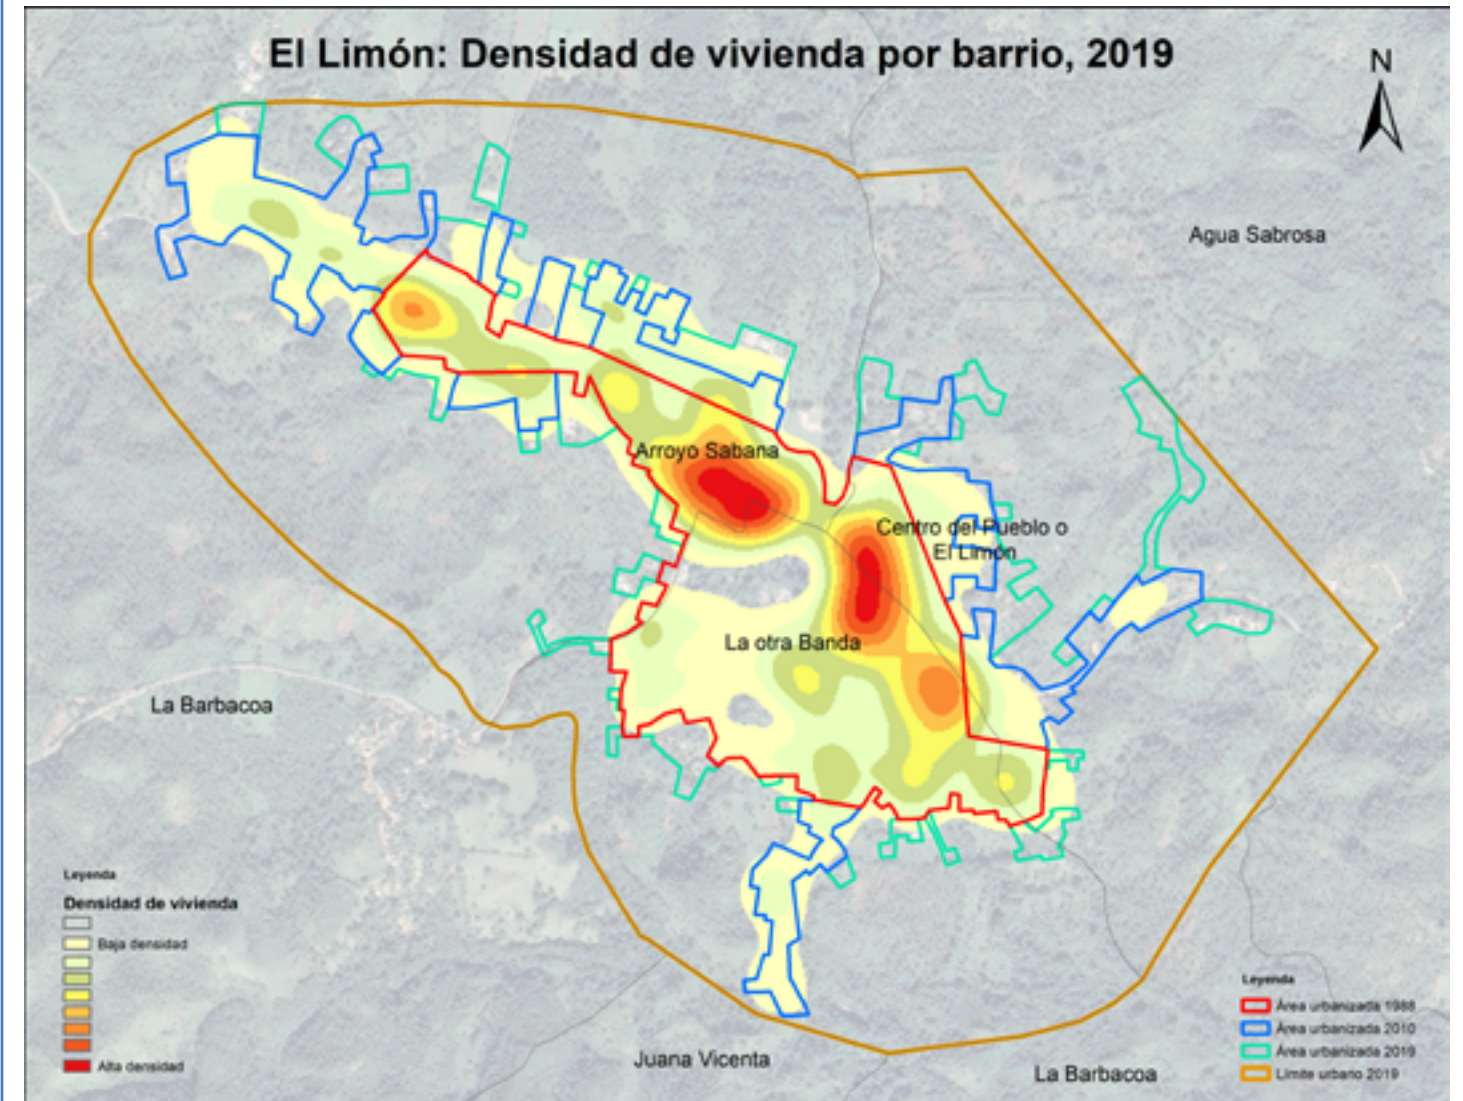 El Limón: Densidad de vivienda por barrio, 2019
N
Agua Sabrosa
Arroyo Sabana
Centro del Pueblo o
El Limón
La otra Banda
La Barbacoa
Leyenda
Densidad de vivienda
Baja densidad
Alta densidad
Juana Vicenta
La Barbacoa
Leyenda
Área urbanizada 1988
Área urbanizada 2010
Área urbanizada 2019
Límite urbano 2019